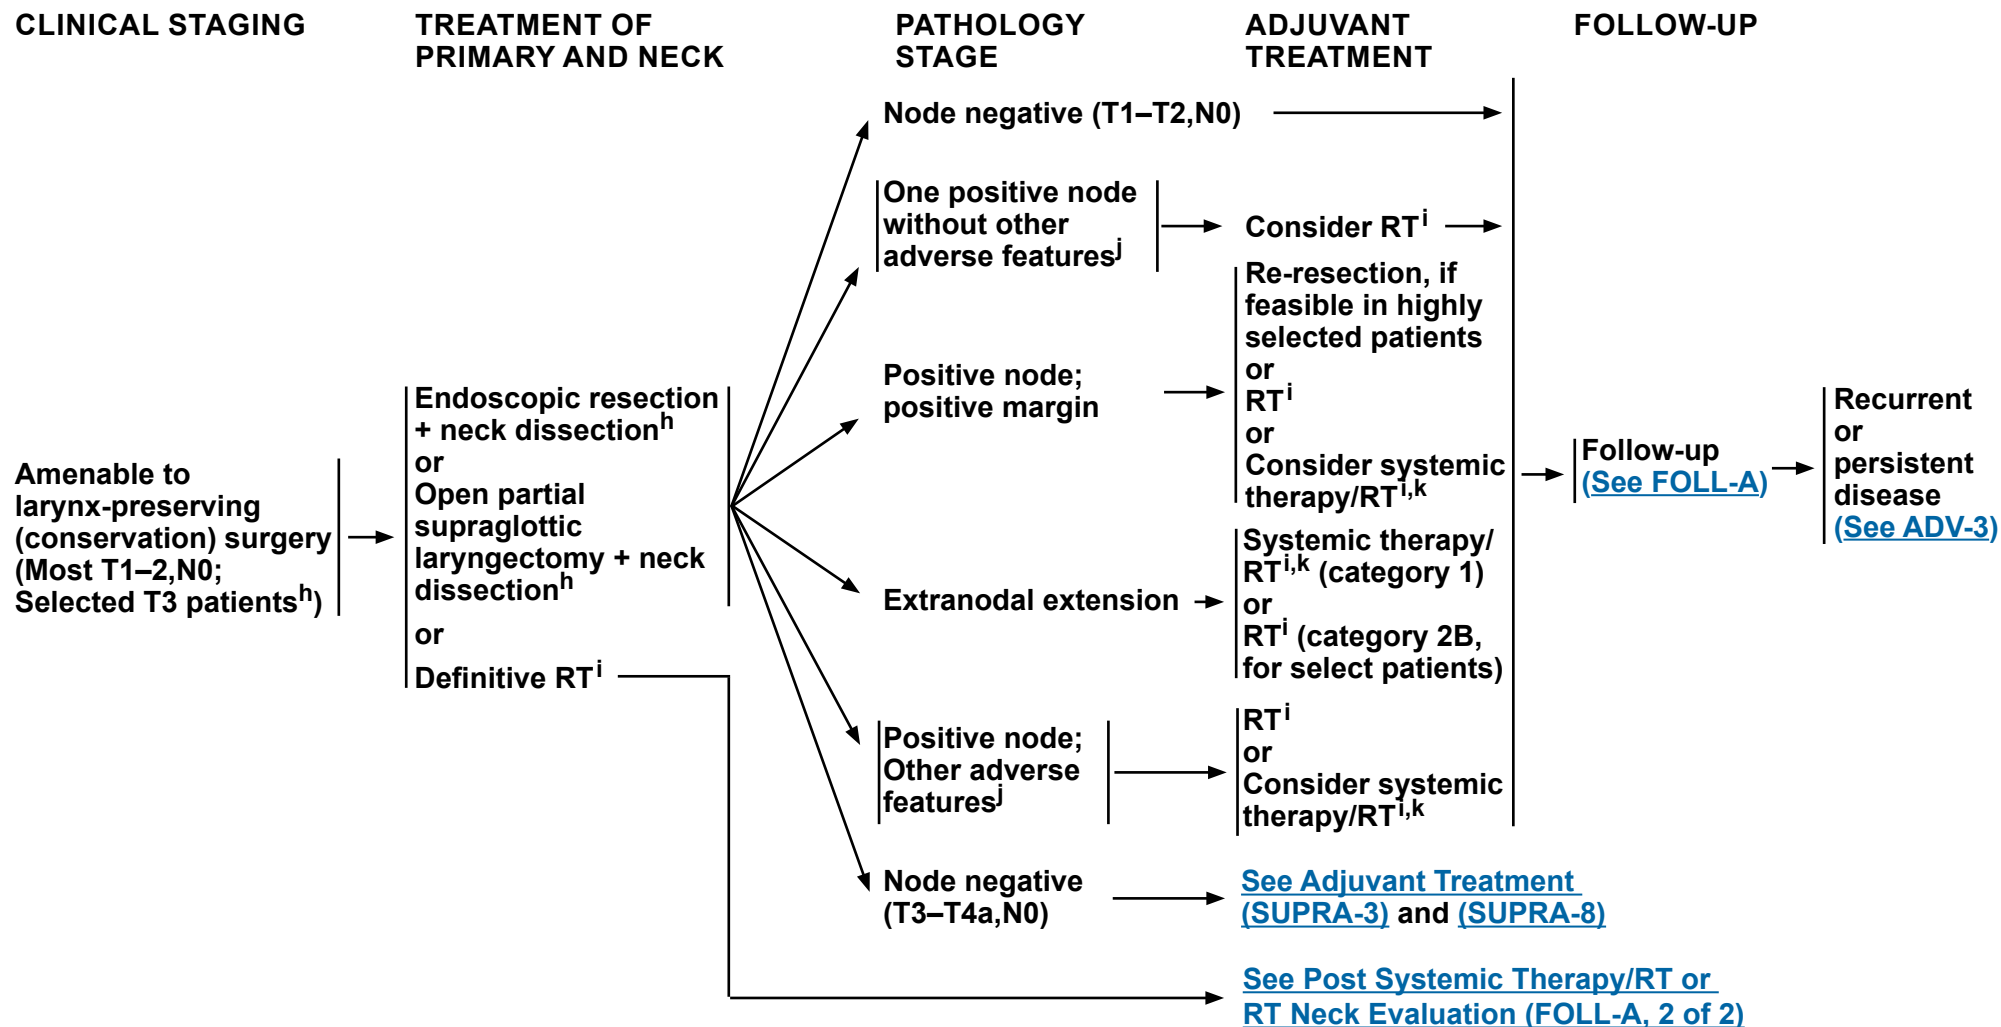 CLINICAL STAGING
TREATMENT OF
PRIMARY AND NECK
PATHOLOGY
STAGE
ADJUVANT
TREATMENT
FOLLOW-UP
Amenable to
larynx-preserving
(conservation) surgery
(Most T1–2,N0;
Selected T3 patientsh)
Endoscopic resection
+ neck dissectionh
or
Open partial
supraglottic
laryngectomy + neck
dissectionh
or
Definitive RTi
Node negative (T1–T2,N0)
One positive node
without other
adverse featuresj
Consider RTi
Positive node;
positive margin
Re-resection, if
feasible in highly
selected patients
or
RTi
or
Consider systemic
therapy/RTi,k
Extranodal extension
Systemic therapy/
RTi,k (category 1)
or
RTi (category 2B,
for select patients)
Positive node;
Other adverse
featuresj
RTi
or
Consider systemic
therapy/RTi,k
Node negative
(T3–T4a,N0)
See Adjuvant Treatment
(SUPRA-3) and (SUPRA-8)
See Post Systemic Therapy/RT or
RT Neck Evaluation (FOLL-A, 2 of 2)
Follow-up
(See FOLL-A)
Recurrent
or
persistent
disease
(See ADV-3)